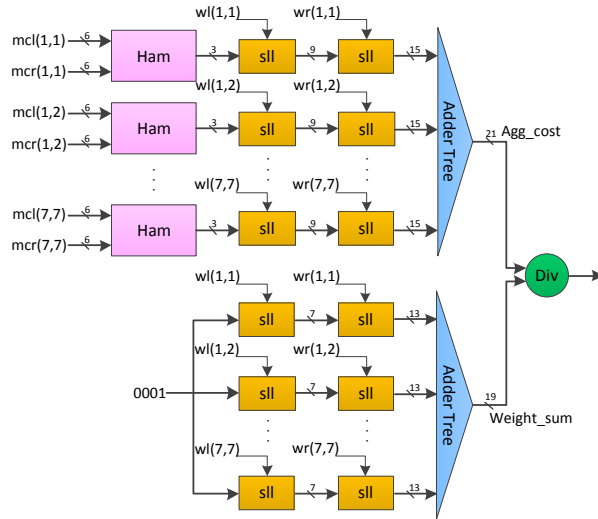 wl(1,1) wr(1,1)
mcl(1,1) 6 Ham 3 sll 9 sll 15
mcr(1,1) 6
wl(1,2) wr(1,2)
mcl(1,2) 6 Ham 3 sll 9 sll 15
mcr(1,2) 6
Adder Tree
21 Agg_cost
wl(7,7) wr(7,7)
mcl(7,7) 6 Ham 3 sll 9 sll 15
mcr(7,7) 6
Div
wl(1,1) wr(1,1)
sll 7 sll 13
wl(1,2) wr(1,2)
0001 sll 7 sll 13
Adder Tree
19
Weight_sum
wl(7,7) wr(7,7)
sll 7 sll 13